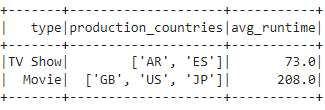 +-------+--------------------+-----------+
|   type|production_countries|avg_runtime|
+-------+--------------------+-----------+
|TV Show|        ['AR', 'ES']|       73.0|
|  Movie|  ['GB', 'US', 'JP']|      208.0|
+-------+--------------------+-----------+